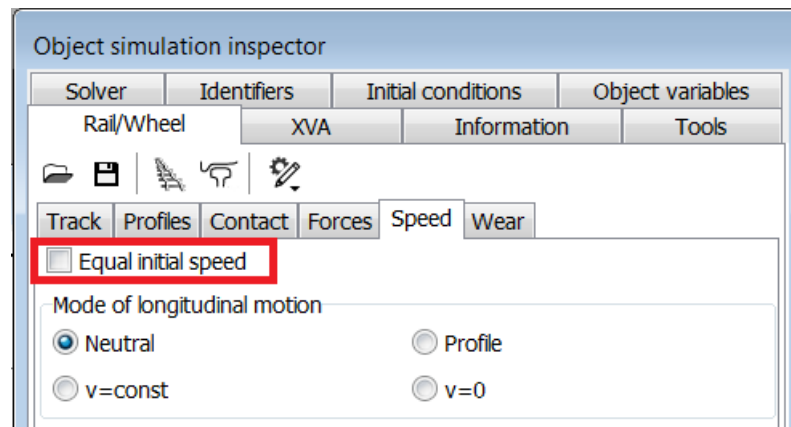 Object simulation inspector
Solver Identifiers Initial conditions Object variables
Rail/Wheel XVA Information Tools
Track Profiles Contact Forces Speed Wear
Equal initial speed
Mode of longitudinal motion
Neutral Profile
v=const v=0